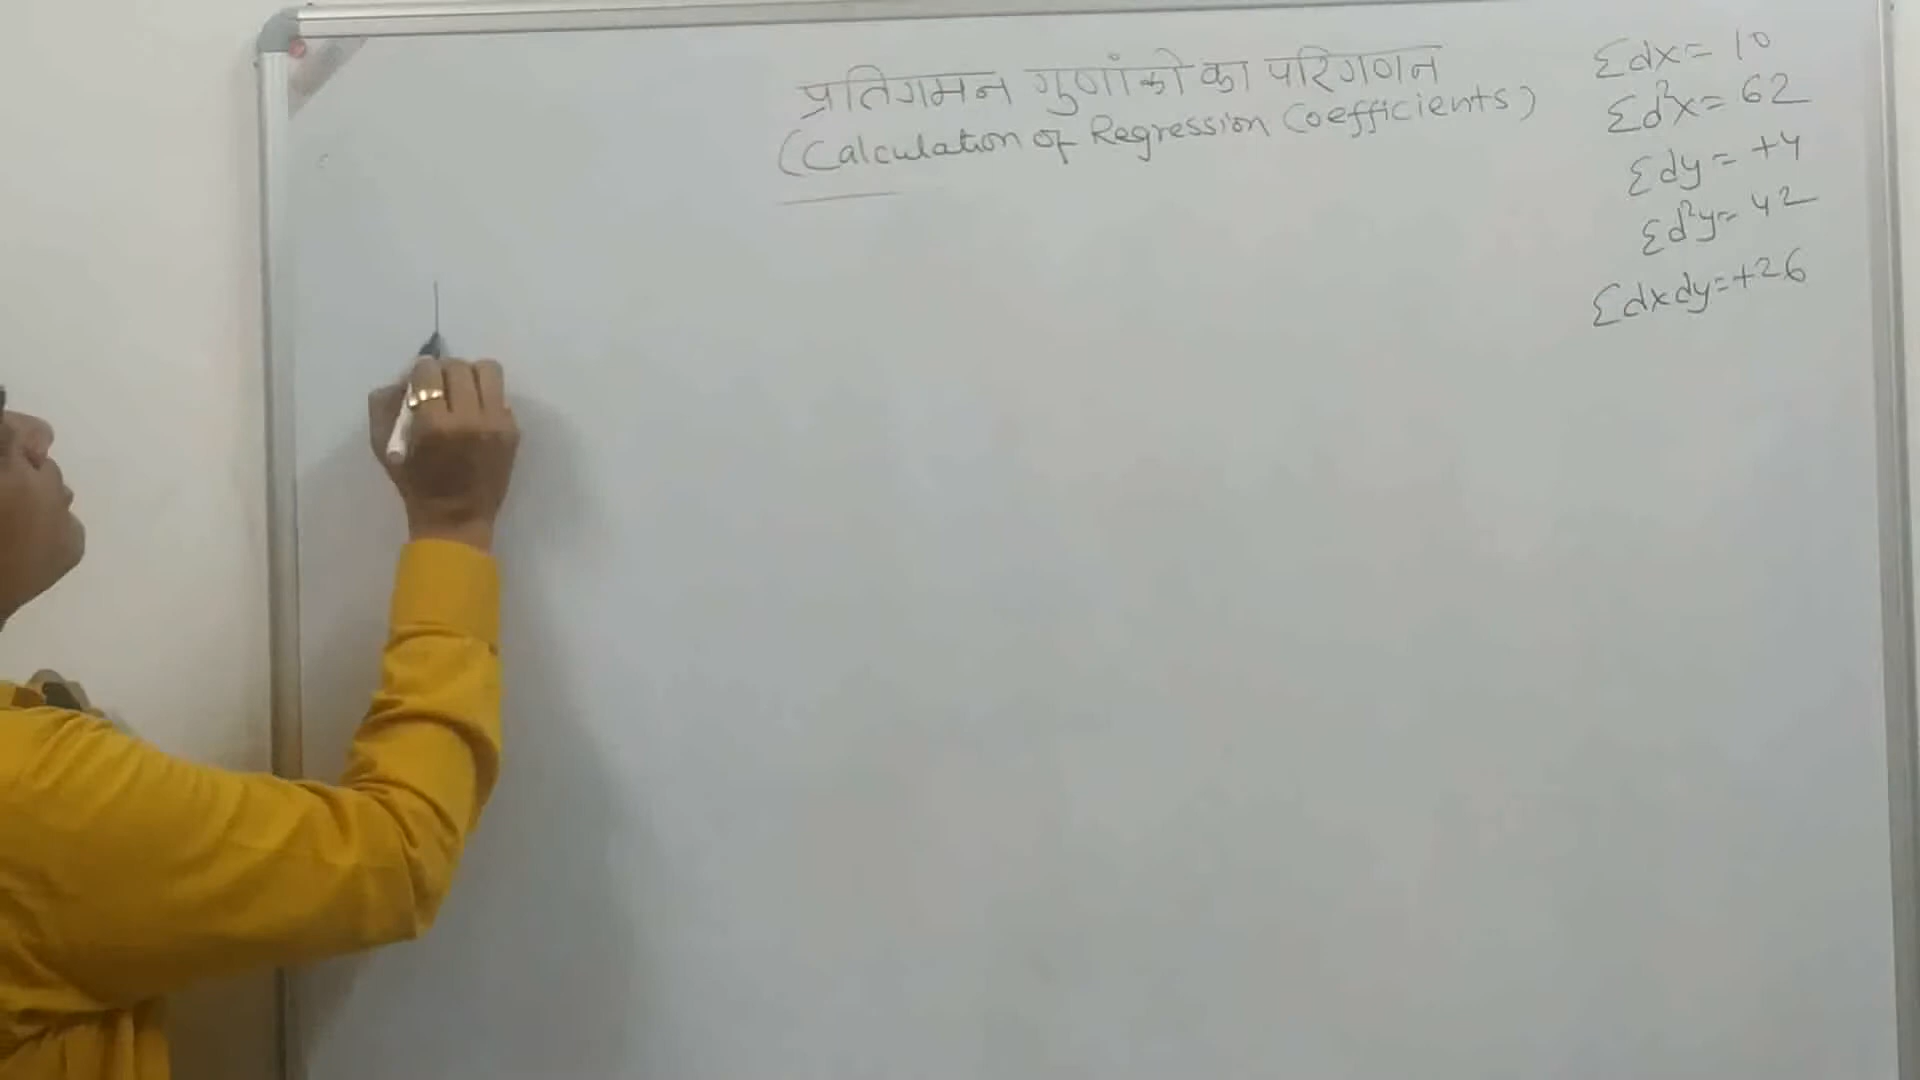 प्रतिगमन गुणांको का परिगणन
(Calculation of Regression Coefficients)
Σdx = 10
Σd²x = 62
Σdy = +4
Σd²y = 42
Σdxdy = +26